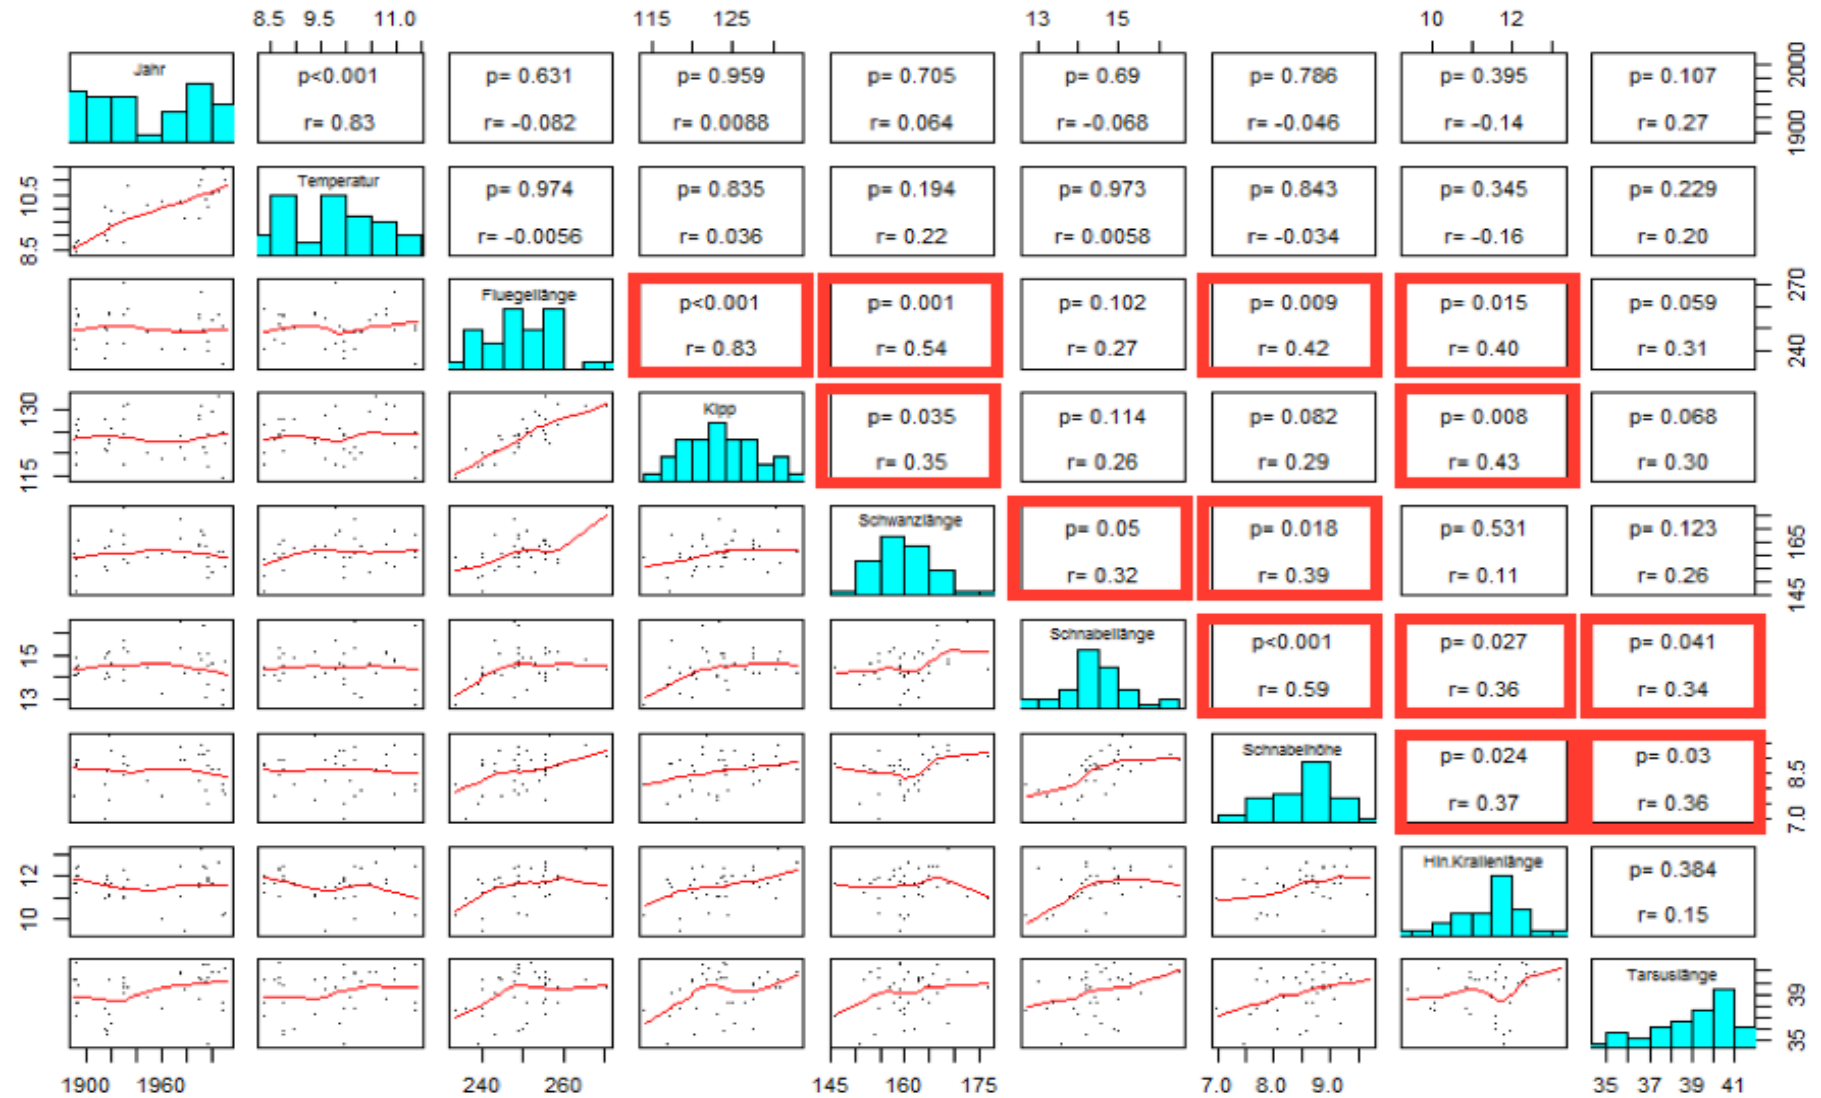 8.5 9.5 11.0 115 125 13 15 10 12
Jahr
p<0.001
r= 0.83
p= 0.631
r= -0.082
p= 0.959
r= 0.0088
p= 0.705
r= 0.064
p= 0.69
r= -0.068
p= 0.786
r= -0.046
p= 0.395
r= -0.14
p= 0.107
r= 0.27
1900 2000
8.5 10.5
Temperatur
p= 0.974
r= -0.0056
p= 0.835
r= 0.036
p= 0.194
r= 0.22
p= 0.973
r= 0.0058
p= 0.843
r= -0.034
p= 0.345
r= -0.16
p= 0.229
r= 0.20
Fluegellänge
p<0.001
r= 0.83
p= 0.001
r= 0.54
p= 0.102
r= 0.27
p= 0.009
r= 0.42
p= 0.015
r= 0.40
p= 0.059
r= 0.31
240 270
115 130
Kipp
p= 0.035
r= 0.35
p= 0.114
r= 0.26
p= 0.082
r= 0.29
p= 0.008
r= 0.43
p= 0.068
r= 0.30
Schwanzlänge
p= 0.05
r= 0.32
p= 0.018
r= 0.39
p= 0.531
r= 0.11
p= 0.123
r= 0.26
145 165
13 15
Schnabellänge
p<0.001
r= 0.59
p= 0.027
r= 0.36
p= 0.041
r= 0.34
Schnabelhöhe
p= 0.024
r= 0.37
p= 0.03
r= 0.36
7.0 8.5
10 12
Hin.Krallenlänge
p= 0.384
r= 0.15
Tarsuslänge
35 39
1900 1960 240 260 145 160 175 7.0 8.0 9.0 35 37 39 41